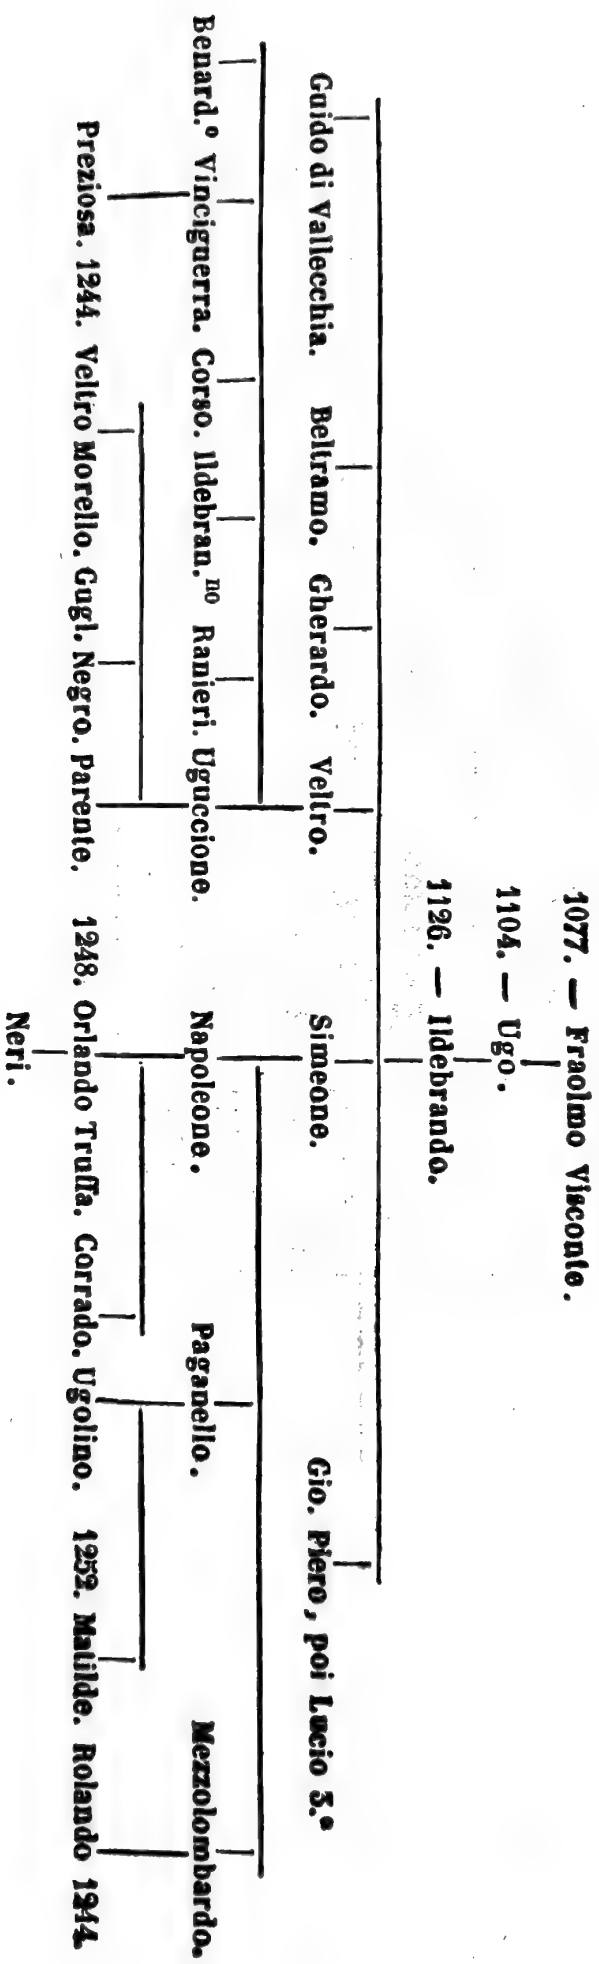 1077. — Fraolmo Visconte.
1104. — Ugo.
1126. — Ildebrando.
Guido di Vallecchia. Beltramo. Gherardo. Veltro. Simeone. Gio. Piero, poi Lucio 3.º
Benard.º Vinciguerra. Corso. Ildebran.no Ranieri. Uguccione. Napoleone. Paganello. Mezzolombardo.
Preziosa. 1244. Veltro Morello. Gugl. Negro. Parente. 1248. Orlando Truffa. Corrado. Ugolino. 1252. Matilde. Rolando 1244.
Neri.